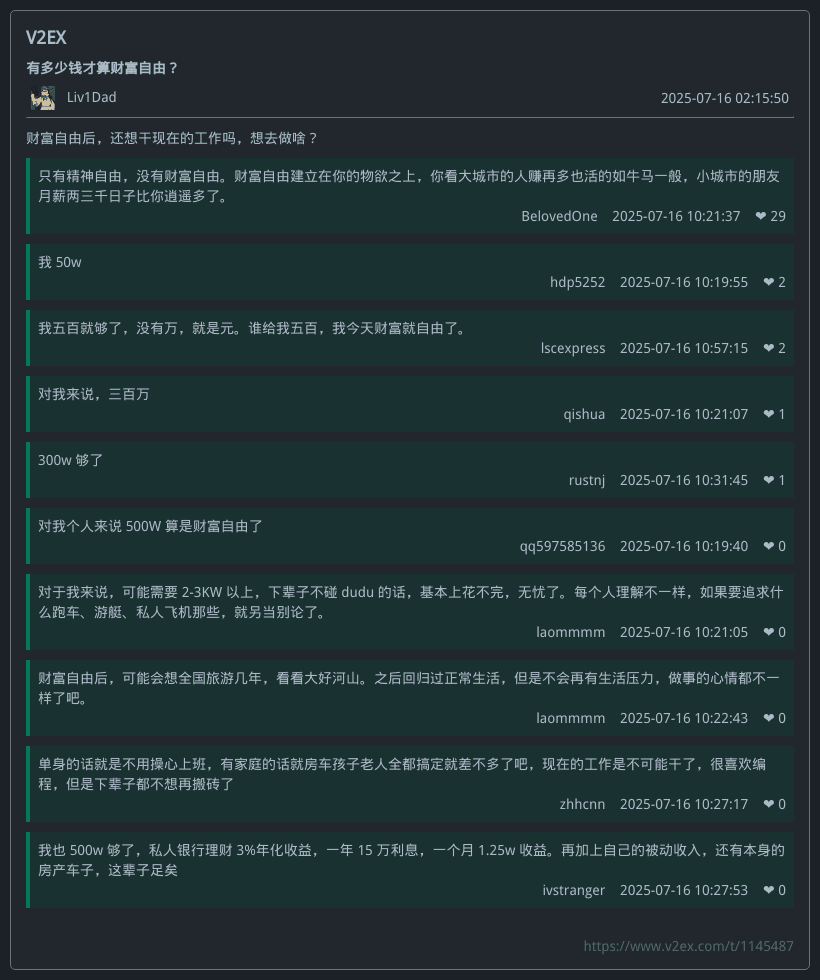 V2EX
有多少钱才算财富自由？
Liv1Dad 2025-07-16 02:15:50
财富自由后，还想干现在的工作吗，想去做啥？
只有精神自由，没有财富自由。财富自由建立在你的物欲之上，你看大城市的人赚再多也活的如牛马一般，小城市的朋友
月薪两三千日子比你逍遥多了。
BelovedOne 2025-07-16 10:21:37 ❤ 29
我 50w
hdp5252 2025-07-16 10:19:55 ❤ 2
我五百就够了，没有万，就是元。谁给我五百，我今天财富就自由了。
lscexpress 2025-07-16 10:57:15 ❤ 2
对我来说，三百万
qishua 2025-07-16 10:21:07 ❤ 1
300w 够了
rustnj 2025-07-16 10:31:45 ❤ 1
对我个人来说 500W 算是财富自由了
qq597585136 2025-07-16 10:19:40 ❤ 0
对于我来说，可能需要 2-3KW 以上，下辈子不碰 dudu 的话，基本上花不完，无忧了。每个人理解不一样，如果要追求什
么跑车、游艇、私人飞机那些，就另当别论了。
laommmm 2025-07-16 10:21:05 ❤ 0
财富自由后，可能会想全国旅游几年，看看大好河山。之后回归过正常生活，但是不会再有生活压力，做事的心情都不一
样了吧。
laommmm 2025-07-16 10:22:43 ❤ 0
单身的话就是不用操心上班，有家庭的话就房车孩子老人全都搞定就差不多了吧，现在的工作是不可能干了，很喜欢编
程，但是下辈子都不想再搬砖了
zhhcnn 2025-07-16 10:27:17 ❤ 0
我也 500w 够了，私人银行理财 3%年化收益，一年 15 万利息，一个月 1.25w 收益。再加上自己的被动收入，还有本身的
房产车子，这辈子足矣
ivstranger 2025-07-16 10:27:53 ❤ 0
https://www.v2ex.com/t/1145487